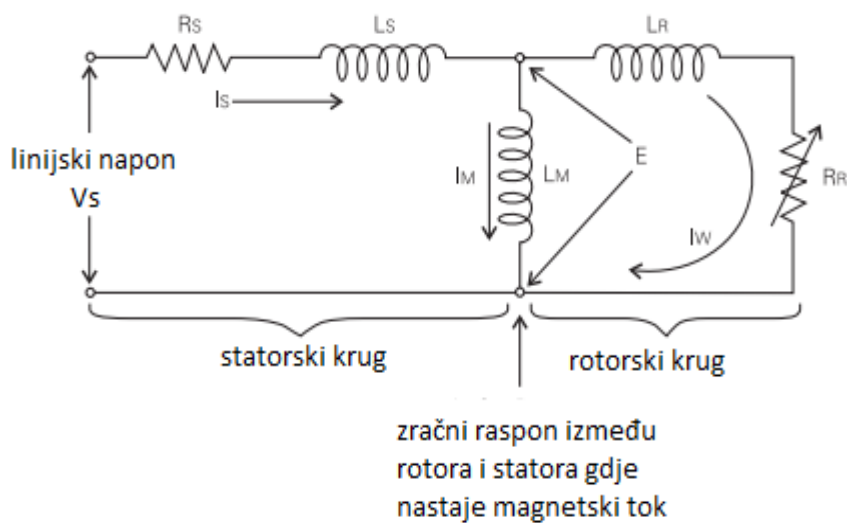 Rs
Ls
LR
Is
linijski napon
Vs
IM
LM
E
RR
Iw
statorski krug
rotorski krug
zračni raspon između
rotora i statora gdje
nastaje magnetski tok